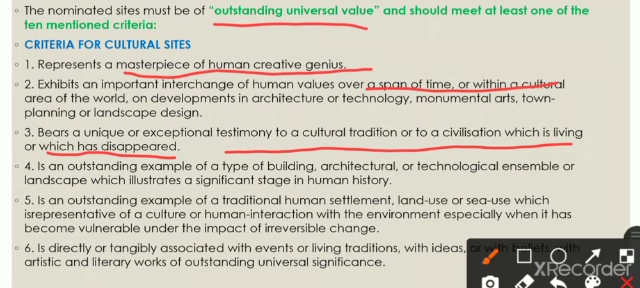 The nominated sites must be of “outstanding universal value” and should meet at least one of the
ten mentioned criteria:
CRITERIA FOR CULTURAL SITES
1. Represents a masterpiece of human creative genius.
2. Exhibits an important interchange of human values over a span of time, or within a cultural
area of the world, on developments in architecture or technology, monumental arts, town-
planning or landscape design.
3. Bears a unique or exceptional testimony to a cultural tradition or to a civilisation which is living
or which has disappeared.
4. Is an outstanding example of a type of building, architectural, or technological ensemble or
landscape which illustrates a significant stage in human history.
5. Is an outstanding example of a traditional human settlement, land-use or sea-use which
isrepresentative of a culture or human-interaction with the environment especially when it has
become vulnerable under the impact of irreversible change.
6. Is directly or tangibly associated with events or living traditions, with ideas, or with beliefs, with
artistic and literary works of outstanding universal significance.
XRecorder